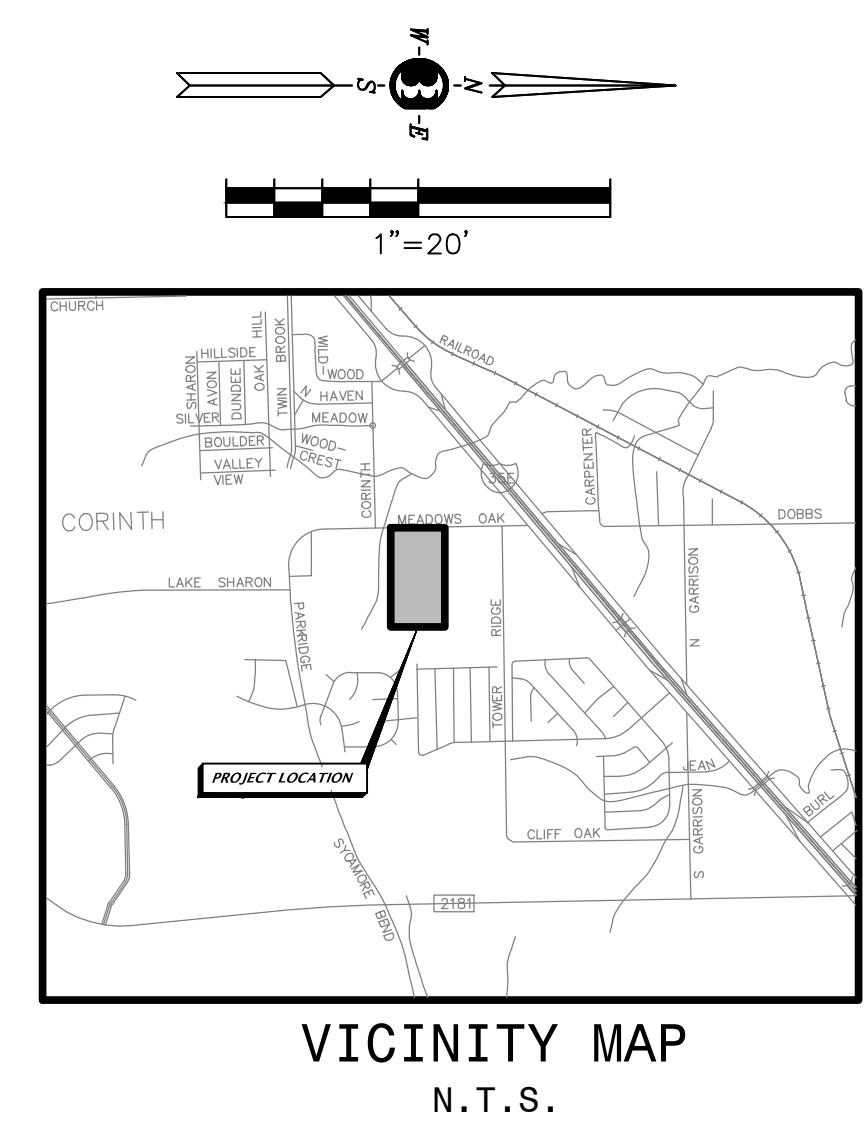 W
S
N
E
1"=20'
CHURCH
RAILROAD
HILL
BROOK
WILD-
HILLSIDE
SHARON
AVON
DUNDEE
OAK
TWIN
WOOD
N HAVEN
SILVER
MEADOW
BOULDER
WOOD-
CREST
VALLEY
VIEW
CORINTH
35E
CARPENTER
CORINTH
MEADOWS OAK
DOBBS
LAKE SHARON
PARKRIDGE
TOWER RIDGE
N GARRISON
PROJECT LOCATION
JEAN
BURL
CLIFF OAK
S GARRISON
SYCAMORE BEND
2181
VICINITY MAP
N.T.S.